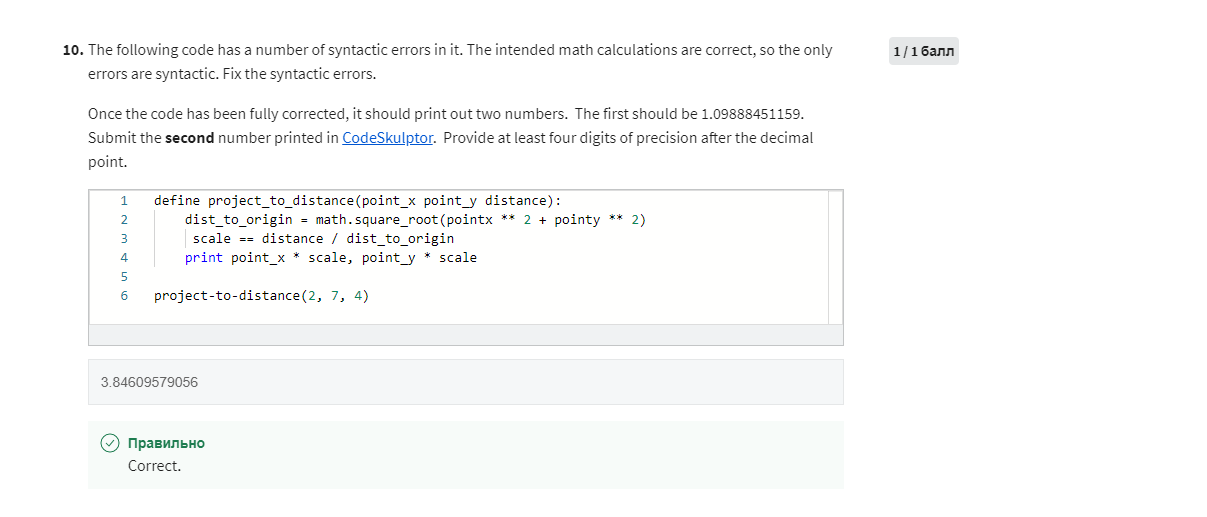 10. The following code has a number of syntactic errors in it. The intended math calculations are correct, so the only
1 / 1 балл
errors are syntactic. Fix the syntactic errors.
Once the code has been fully corrected, it should print out two numbers. The first should be 1.09888451159.
Submit the second number printed in CodeSkulptor. Provide at least four digits of precision after the decimal
point.
1 define project_to_distance(point_x point_y distance):
2 dist_to_origin = math.square_root(pointx ** 2 + pointy ** 2)
3 scale == distance / dist_to_origin
4 print point_x * scale, point_y * scale
5
6 project-to-distance(2, 7, 4)
3.84609579056
Правильно
Correct.